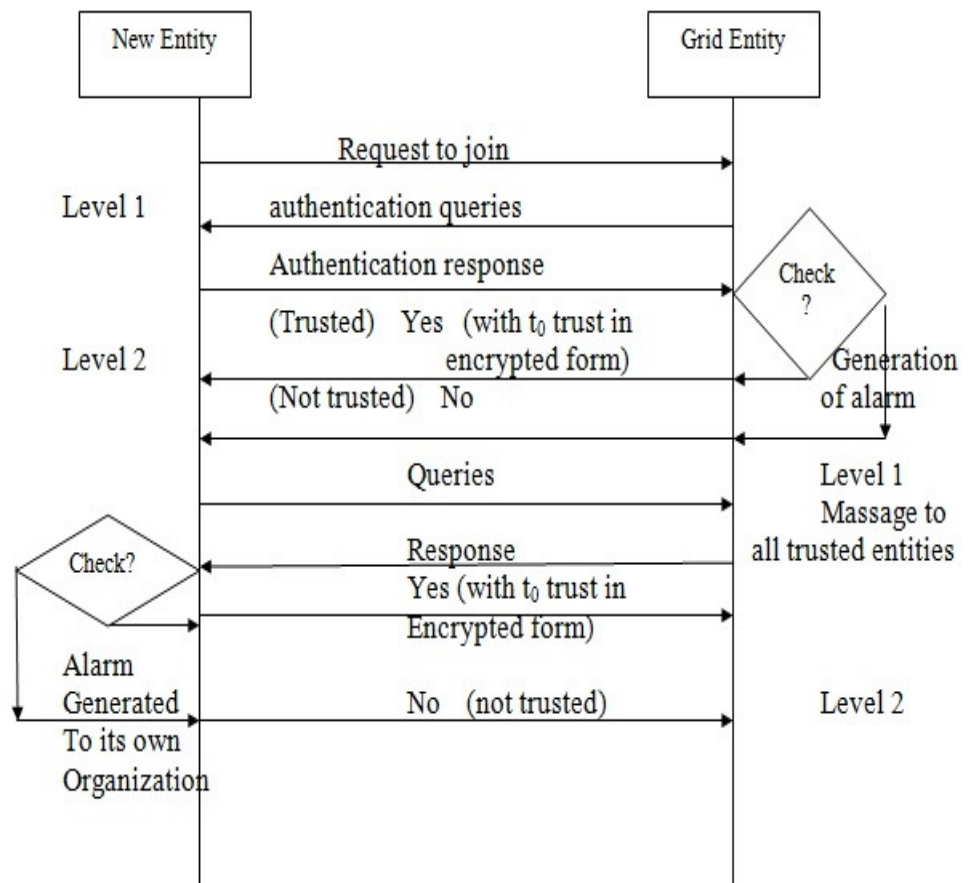 New Entity
Grid Entity
Request to join
Level 1
authentication queries
Authentication response
Check
?
(Trusted) Yes (with t₀ trust in
encrypted form)
Level 2
Generation
of alarm
(Not trusted) No
Queries
Level 1
Massage to
all trusted entities
Response
Check?
Yes (with t₀ trust in
Encrypted form)
Alarm
Generated
To its own
Organization
No (not trusted)
Level 2